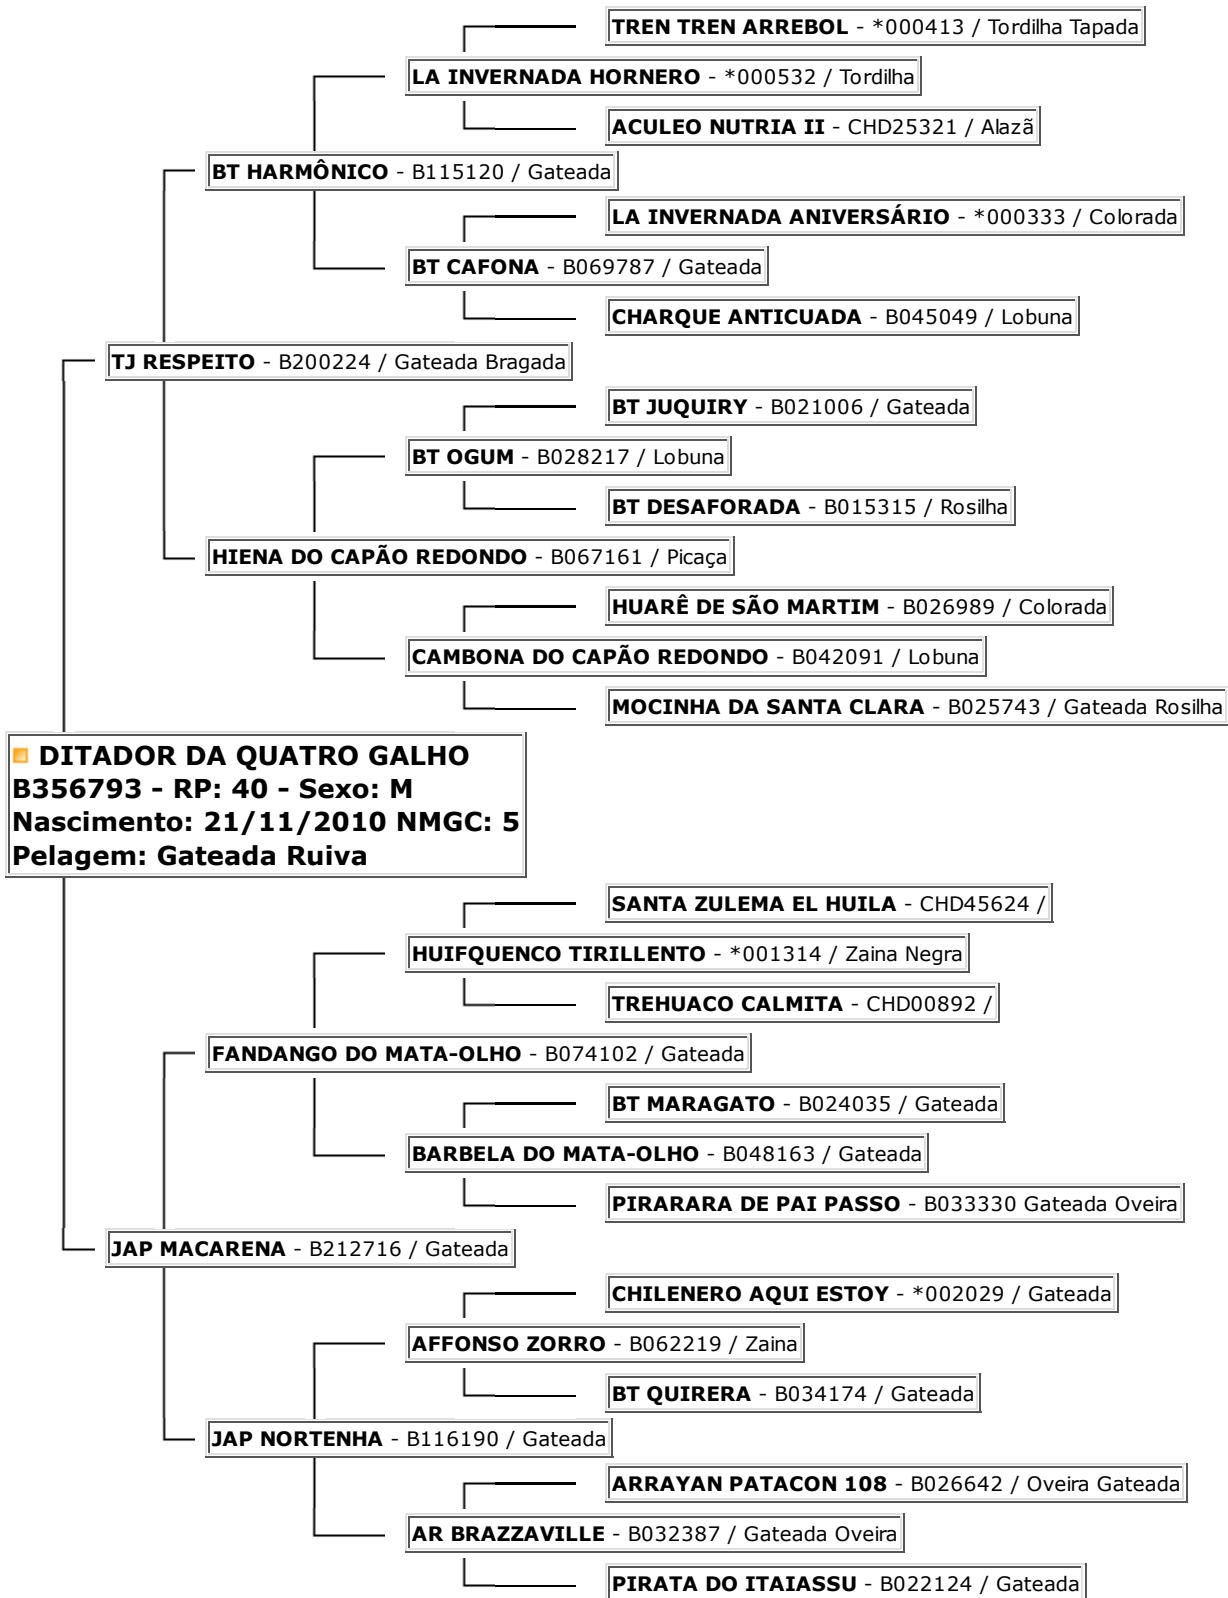 TREN TREN ARREBOL - *000413 / Tordilha Tapada
LA INVERNADA HORNERO - *000532 / Tordilha
ACULEO NUTRIA II - CHD25321 / Alazã
BT HARMÔNICO - B115120 / Gateada
LA INVERNADA ANIVERSÁRIO - *000333 / Colorada
BT CAFONA - B069787 / Gateada
CHARQUE ANTICUADA - B045049 / Lobuna
TJ RESPEITO - B200224 / Gateada Bragada
BT JUQUIRY - B021006 / Gateada
BT OGUM - B028217 / Lobuna
BT DESAFORADA - B015315 / Rosilha
HIENA DO CAPÃO REDONDO - B067161 / Picaça
HUARÊ DE SÃO MARTIM - B026989 / Colorada
CAMBONA DO CAPÃO REDONDO - B042091 / Lobuna
MOCINHA DA SANTA CLARA - B025743 / Gateada Rosilha
DITADOR DA QUATRO GALHO
B356793 - RP: 40 - Sexo: M
Nascimento: 21/11/2010 NMGC: 5
Pelagem: Gateada Ruiva
SANTA ZULEMA EL HUILA - CHD45624 /
HUIFQUENCO TIRILLENTO - *001314 / Zaina Negra
TREHUACO CALMITA - CHD00892 /
FANDANGO DO MATA-OLHO - B074102 / Gateada
BT MARAGATO - B024035 / Gateada
BARBELA DO MATA-OLHO - B048163 / Gateada
PIRARARA DE PAI PASSO - B033330 Gateada Oveira
JAP MACARENA - B212716 / Gateada
CHILENERO AQUI ESTOY - *002029 / Gateada
AFFONSO ZORRO - B062219 / Zaina
BT QUIRERA - B034174 / Gateada
JAP NORTENHA - B116190 / Gateada
ARRAYAN PATACON 108 - B026642 / Oveira Gateada
AR BRAZZAVILLE - B032387 / Gateada Oveira
PIRATA DO ITAIASSU - B022124 / Gateada